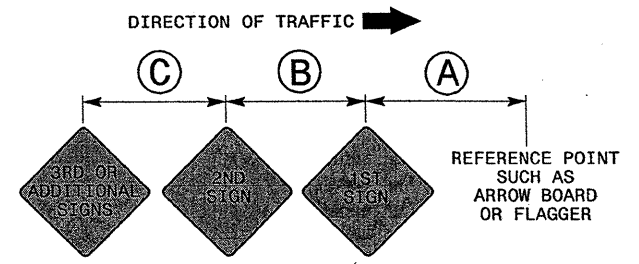 DIRECTION OF TRAFFIC
C
B
A
3RD OR
ADDITIONAL
SIGNS
2ND
SIGN
1ST
SIGN
REFERENCE POINT
SUCH AS
ARROW BOARD
OR FLAGGER